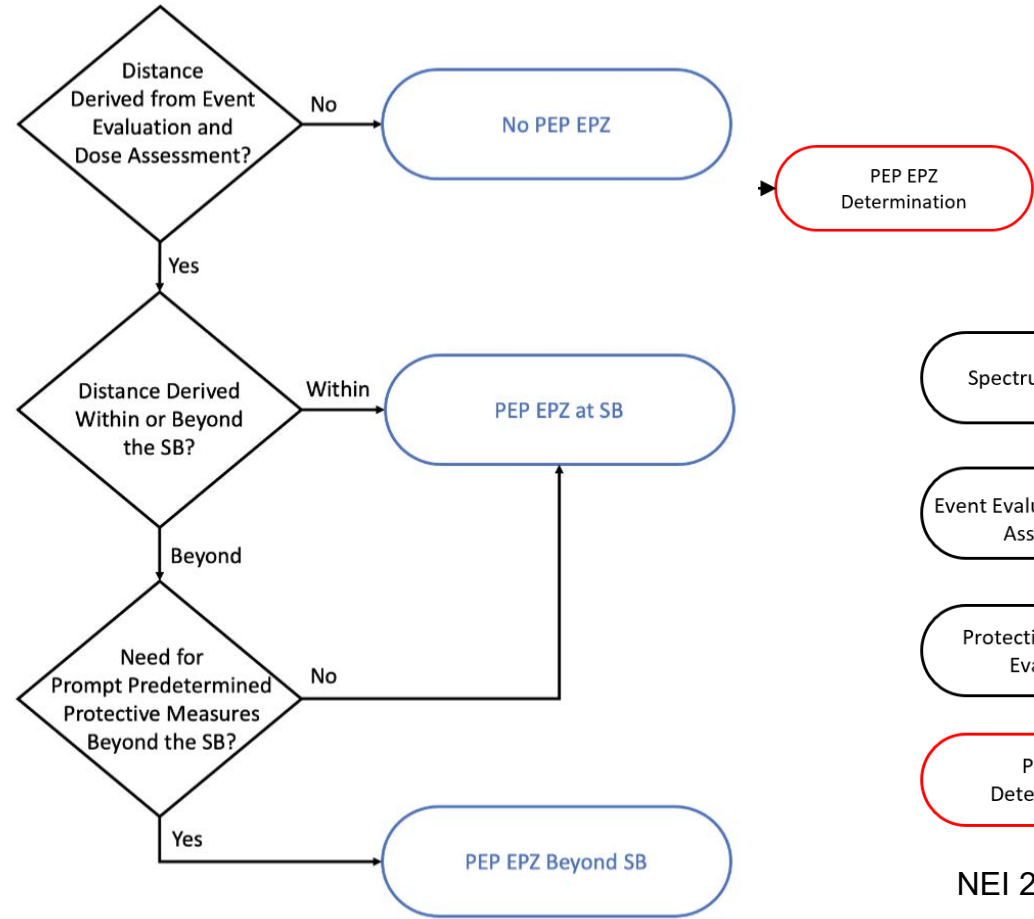 Distance
Derived from Event
Evaluation and
Dose Assessment?
No
No PEP EPZ
PEP EPZ
Determination
Yes
Distance Derived
Within or Beyond
the SB?
Within
PEP EPZ at SB
Beyond
Need for
Prompt Predetermined
Protective Measures
Beyond the SB?
No
Yes
PEP EPZ Beyond SB
Event
NEI